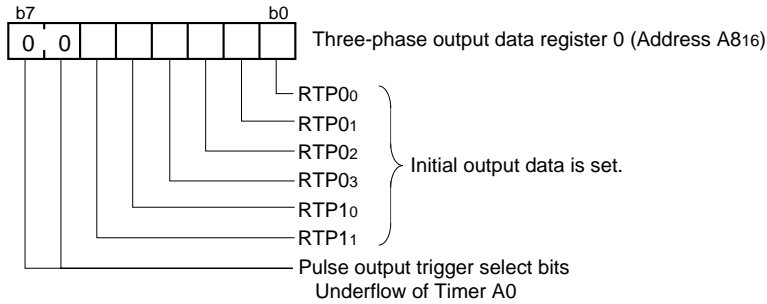 b7 b0
0 0 Three-phase output data register 0 (Address A816)
RTP00
RTP01
RTP02
RTP03
Initial output data is set.
RTP10
RTP11
Pulse output trigger select bits
Underflow of Timer A0